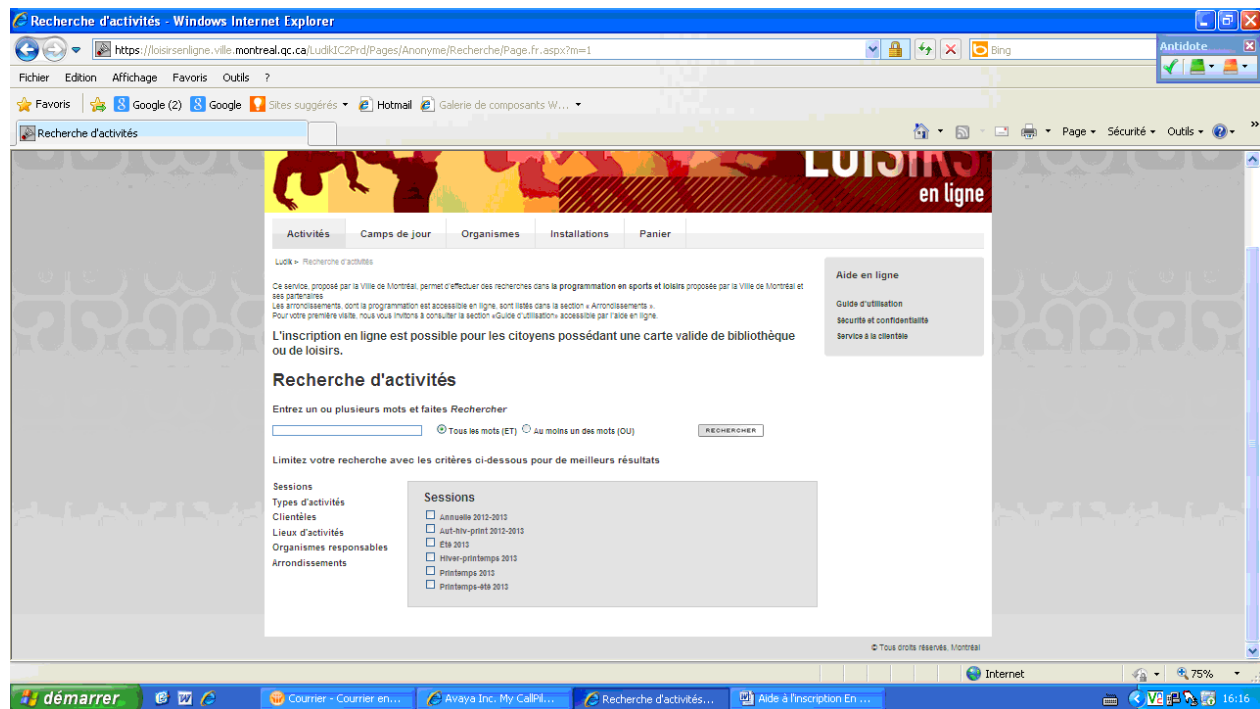 Recherche d'activités - Windows Internet Explorer
https://loisirsenligne.ville.montreal.qc.ca/LudikIC2Prd/Pages/Anonyme/Recherche/Page.fr.aspx?m=1
Bing
Antidote
Fichier Edition Affichage Favoris Outils ?
Favoris Google (2) Google Sites suggérés Hotmail Galerie de composants W...
Recherche d'activités
Page Sécurité Outils
LOISIRS
en ligne
Activités Camps de jour Organismes Installations Panier
Ludik ► Recherche d'activités
Ce service, proposé par la Ville de Montréal, permet d'effectuer des recherches dans la programmation en sports et loisirs proposée par la Ville de Montréal et
ses partenaires
Les arrondissements, dont la programmation est accessible en ligne, sont listés dans la section « Arrondissements ».
Pour votre première visite, nous vous invitons à consulter la section «Guide d'utilisation» accessible par l'aide en ligne.
L'inscription en ligne est possible pour les citoyens possédant une carte valide de bibliothèque
ou de loisirs.
Aide en ligne
Guide d'utilisation
Sécurité et confidentialité
Service à la clientèle
Recherche d'activités
Entrez un ou plusieurs mots et faites Rechercher
Tous les mots (ET) Au moins un des mots (OU) RECHERCHER
Limitez votre recherche avec les critères ci-dessous pour de meilleurs résultats
Sessions
Types d'activités
Clientèles
Lieux d'activités
Organismes responsables
Arrondissements
Sessions
Annuelle 2012-2013
Aut-hiv-print 2012-2013
Été 2013
Hiver-printemps 2013
Printemps 2013
Printemps-été 2013
© Tous droits réservés, Montréal
Internet 75%
démarrer Courrier - Courrier en... Avaya Inc. My CallPil... Recherche d'activités... Aide à l'inscription En ... 16:16